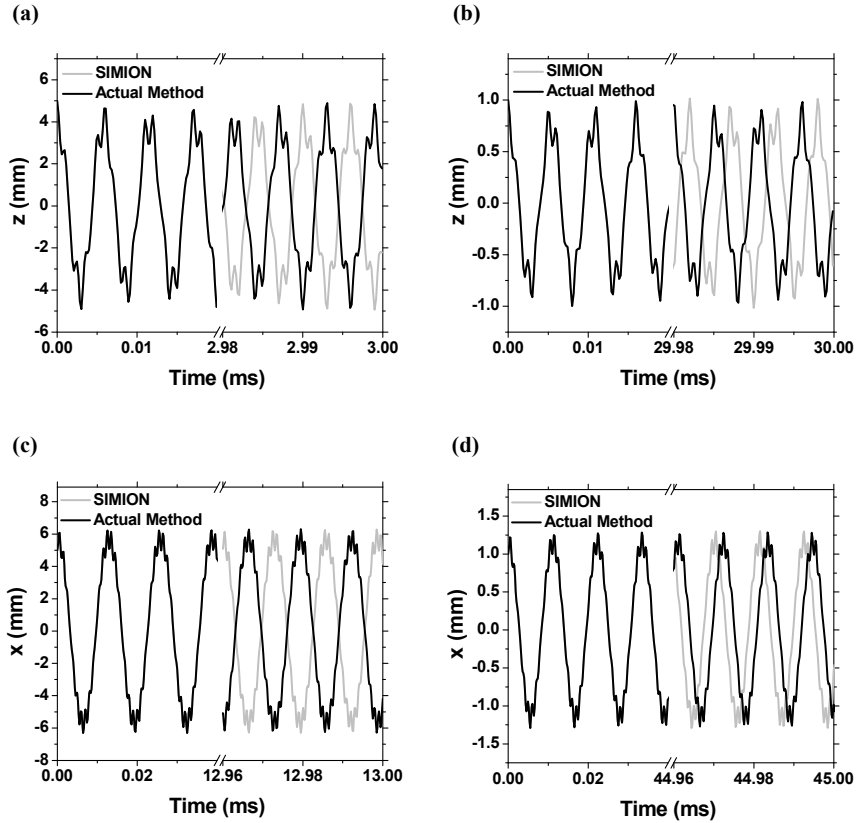 (a)
SIMION
Actual Method
6
4
2
0
-2
-4
-6
z (mm)
0.00 0.01 2.98 2.99 3.00
Time (ms)
(b)
SIMION
Actual Method
1.0
0.5
0.0
-0.5
-1.0
z (mm)
0.00 0.01 29.98 29.99 30.00
Time (ms)
(c)
SIMION
Actual Method
8
6
4
2
0
-2
-4
-6
-8
x (mm)
0.00 0.02 12.96 12.98 13.00
Time (ms)
(d)
SIMION
Actual Method
1.5
1.0
0.5
0.0
-0.5
-1.0
-1.5
x (mm)
0.00 0.02 44.96 44.98 45.00
Time (ms)